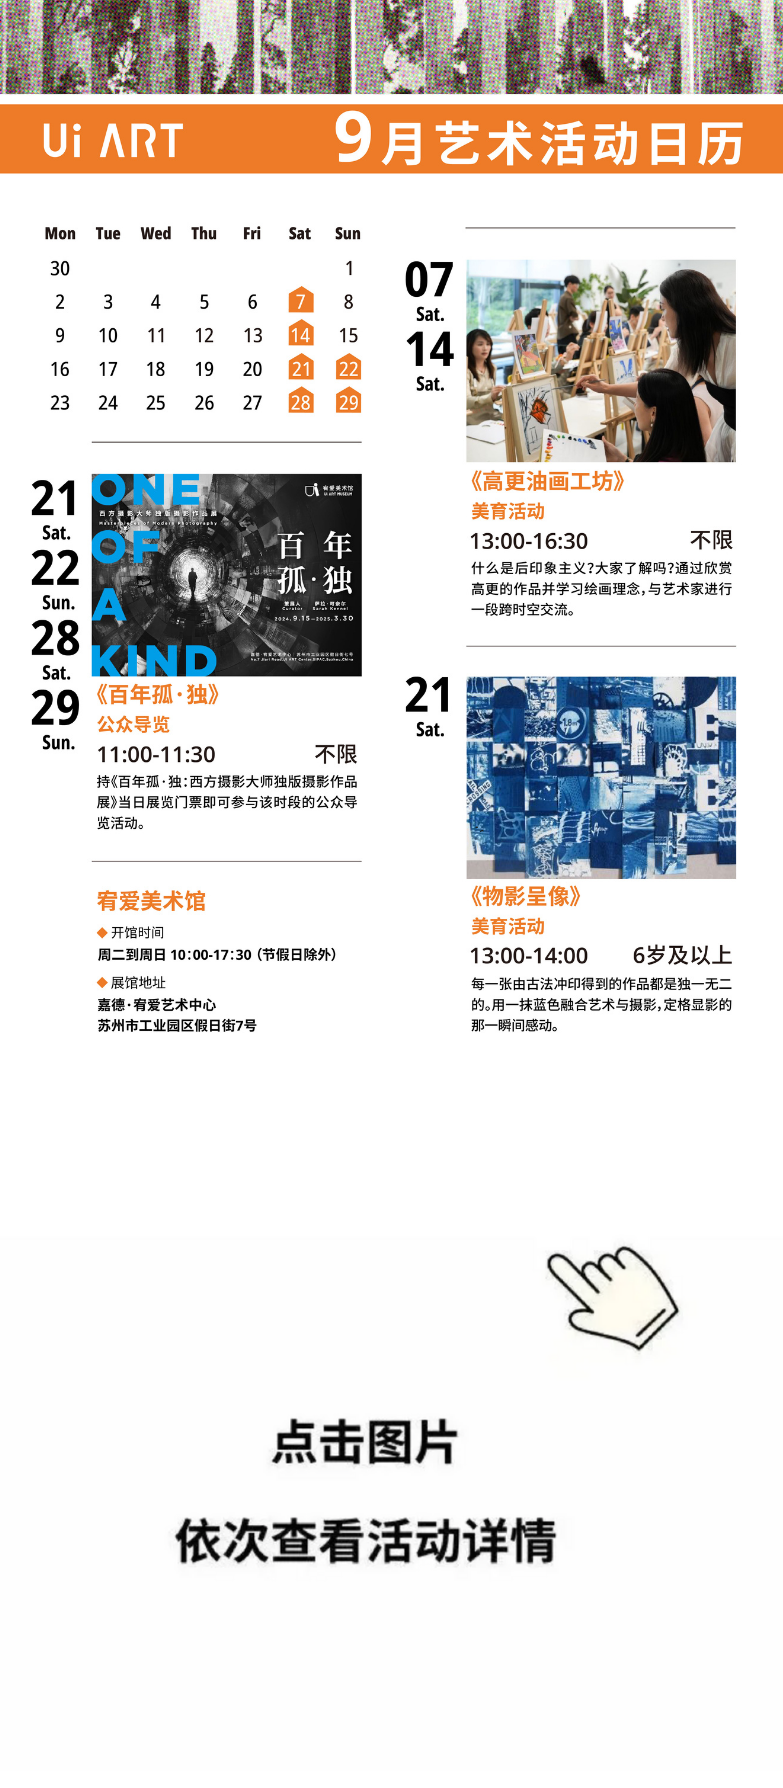 Ui ART
9月艺术活动日历
Mon Tue Wed Thu Fri Sat Sun
30 1
2 3 4 5 6 7 8
9 10 11 12 13 14 15
16 17 18 19 20 21 22
23 24 25 26 27 28 29
21
Sat.
22
Sun.
28
Sat.
29
Sun.
ONE
OF
A
KIND
西方摄影大师独版摄影作品展
Masterpieces of Modern Photography
宥爱美术馆
UI ART MUSEUM
百年
孤·独
策展人
Curator
Sarah Kennel
2024.9.15—2025.3.30
《百年孤·独》
公众导览
11:00-11:30 不限
持《百年孤·独：西方摄影大师独版摄影作品
展》当日展览门票即可参与该时段的公众导
览活动。
宥爱美术馆
◆ 开馆时间
周二到周日 10:00-17:30（节假日除外）
◆ 展馆地址
嘉德·宥爱艺术中心
苏州市工业园区假日街7号
07
Sat.
14
Sat.
《高更油画工坊》
美育活动
13:00-16:30 不限
什么是后印象主义？大家了解吗？通过欣赏
高更的作品并学习绘画理念，与艺术家进行
一段跨时空交流。
21
Sat.
1.8m
《物影呈像》
美育活动
13:00-14:00 6岁及以上
每一张由古法冲印得到的作品都是独一无二
的。用一抹蓝色融合艺术与摄影，定格显影的
那一瞬间感动。
点击图片
依次查看活动详情